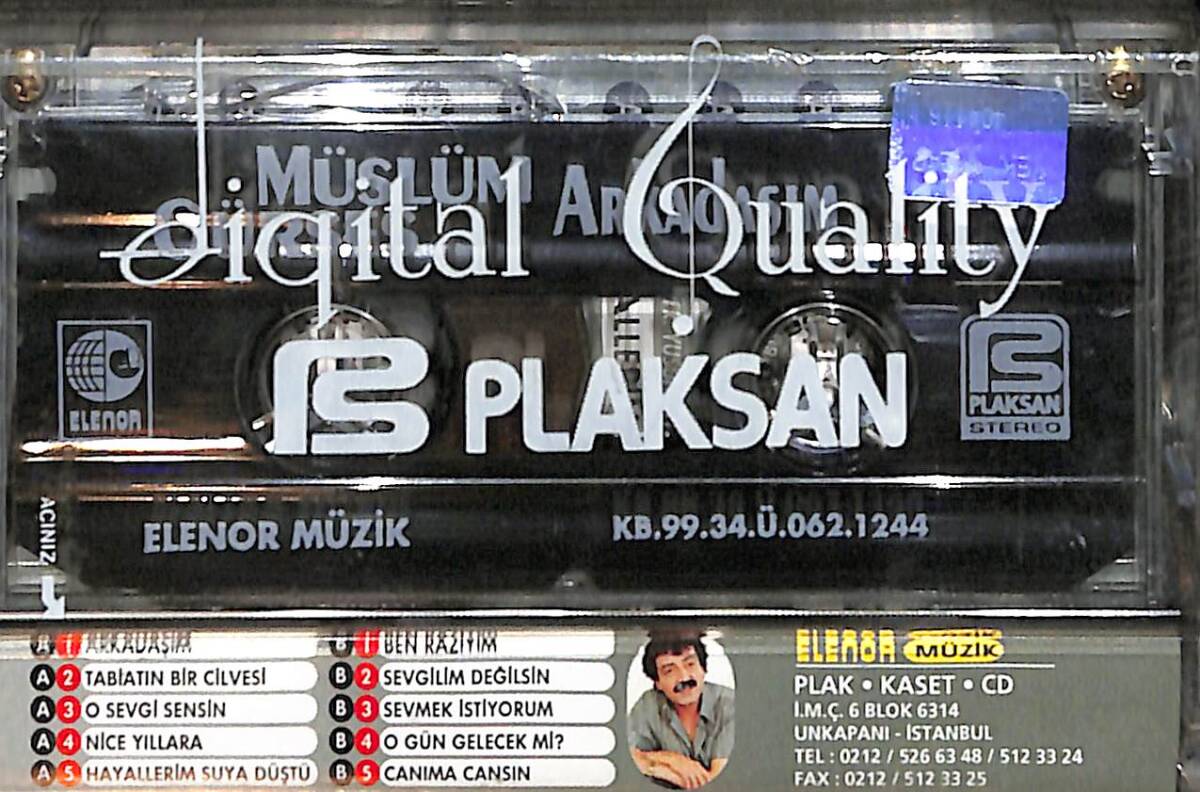 MÜSLÜM
GÜRSES
ARKADAŞIM
Digital Quality
ELENOR
PLAKSAN
PLAKSAN
STEREO
ELENOR MÜZİK
KB.99.34.Ü.062.1244
AÇINIZ
A 1 ARKADAŞIM
A 2 TABİATIN BİR CİLVESİ
A 3 O SEVGİ SENSİN
A 4 NİCE YILLARA
A 5 HAYALLERİM SUYA DÜŞTÜ
B 1 BEN RAZIYIM
B 2 SEVGİLİM DEĞİLSİN
B 3 SEVMEK İSTİYORUM
B 4 O GÜN GELECEK Mİ?
B 5 CANIMA CANSIN
ELENOR MÜZİK
PLAK • KASET • CD
İ.M.Ç. 6 BLOK 6314
UNKAPANI - İSTANBUL
TEL : 0212 / 526 63 48 / 512 33 24
FAX : 0212 / 512 33 25